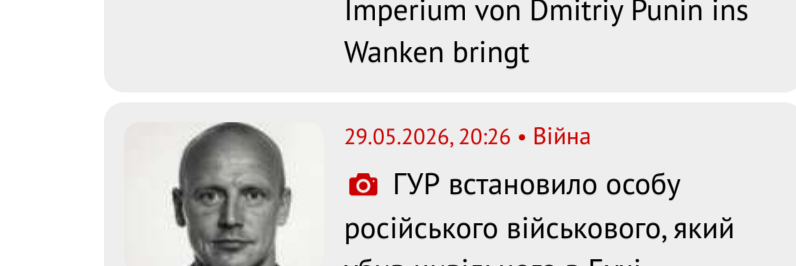 Imperium von Dmitriy Punin ins
Wanken bringt
29.05.2026, 20:26 • Війна
ГУР встановило особу
російського військового, який